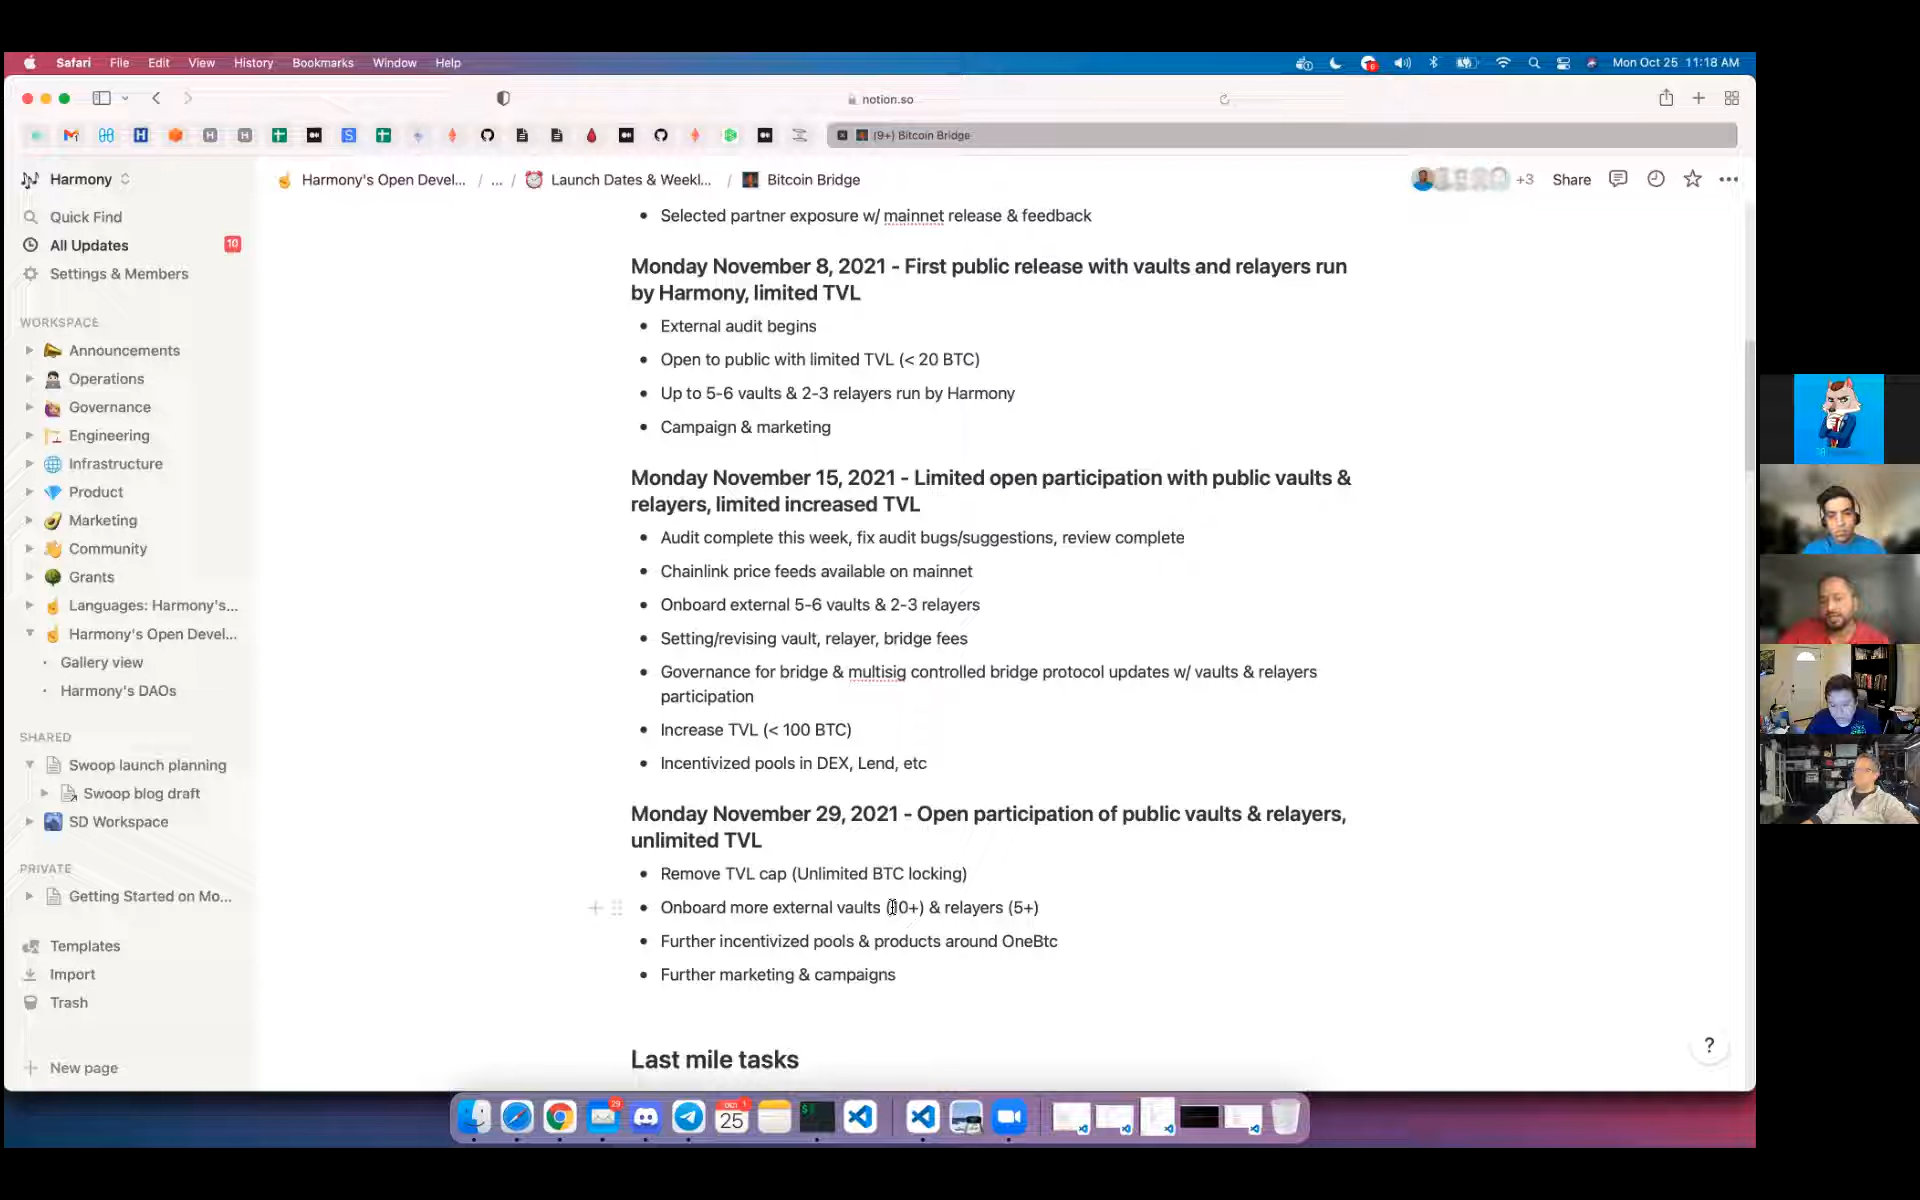 Safari File Edit View History Bookmarks Window Help
Mon Oct 25 11:18 AM
notion.so
(9+) Bitcoin Bridge
Harmony
Harmony's Open Devel... / ... / Launch Dates & Weekl... / Bitcoin Bridge
+3 Share
Quick Find
All Updates 10
Settings & Members
WORKSPACE
Announcements
Operations
Governance
Engineering
Infrastructure
Product
Marketing
Community
Grants
Languages: Harmony's...
Harmony's Open Devel...
Gallery view
Harmony's DAOs
SHARED
Swoop launch planning
Swoop blog draft
SD Workspace
PRIVATE
Getting Started on Mo...
Templates
Import
Trash
New page
• Selected partner exposure w/ mainnet release & feedback
Monday November 8, 2021 - First public release with vaults and relayers run
by Harmony, limited TVL
• External audit begins
• Open to public with limited TVL (< 20 BTC)
• Up to 5-6 vaults & 2-3 relayers run by Harmony
• Campaign & marketing
Monday November 15, 2021 - Limited open participation with public vaults &
relayers, limited increased TVL
• Audit complete this week, fix audit bugs/suggestions, review complete
• Chainlink price feeds available on mainnet
• Onboard external 5-6 vaults & 2-3 relayers
• Setting/revising vault, relayer, bridge fees
• Governance for bridge & multisig controlled bridge protocol updates w/ vaults & relayers
participation
• Increase TVL (< 100 BTC)
• Incentivized pools in DEX, Lend, etc
Monday November 29, 2021 - Open participation of public vaults & relayers,
unlimited TVL
• Remove TVL cap (Unlimited BTC locking)
• Onboard more external vaults (10+) & relayers (5+)
• Further incentivized pools & products around OneBtc
• Further marketing & campaigns
Last mile tasks
?
29
OCT 1
25